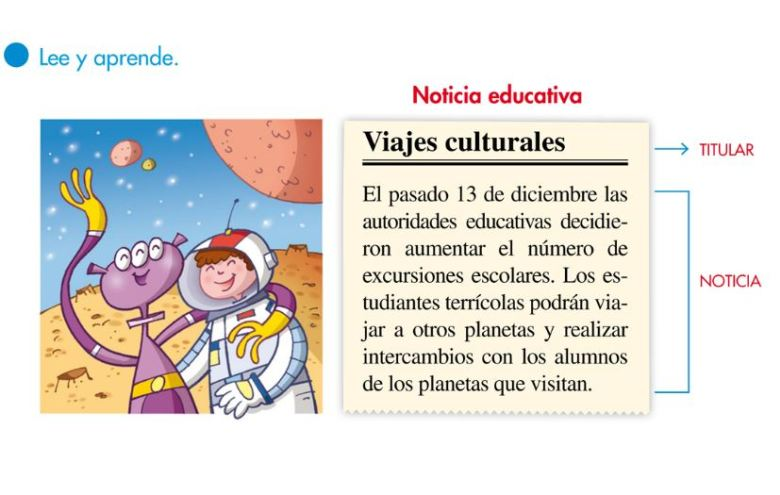 Lee y aprende.
Noticia educativa
Viajes culturales
TITULAR
El pasado 13 de diciembre las
autoridades educativas decidie-
ron aumentar el número de
excursiones escolares. Los es-
tudiantes terrícolas podrán via-
jar a otros planetas y realizar
intercambios con los alumnos
de los planetas que visitan.
NOTICIA